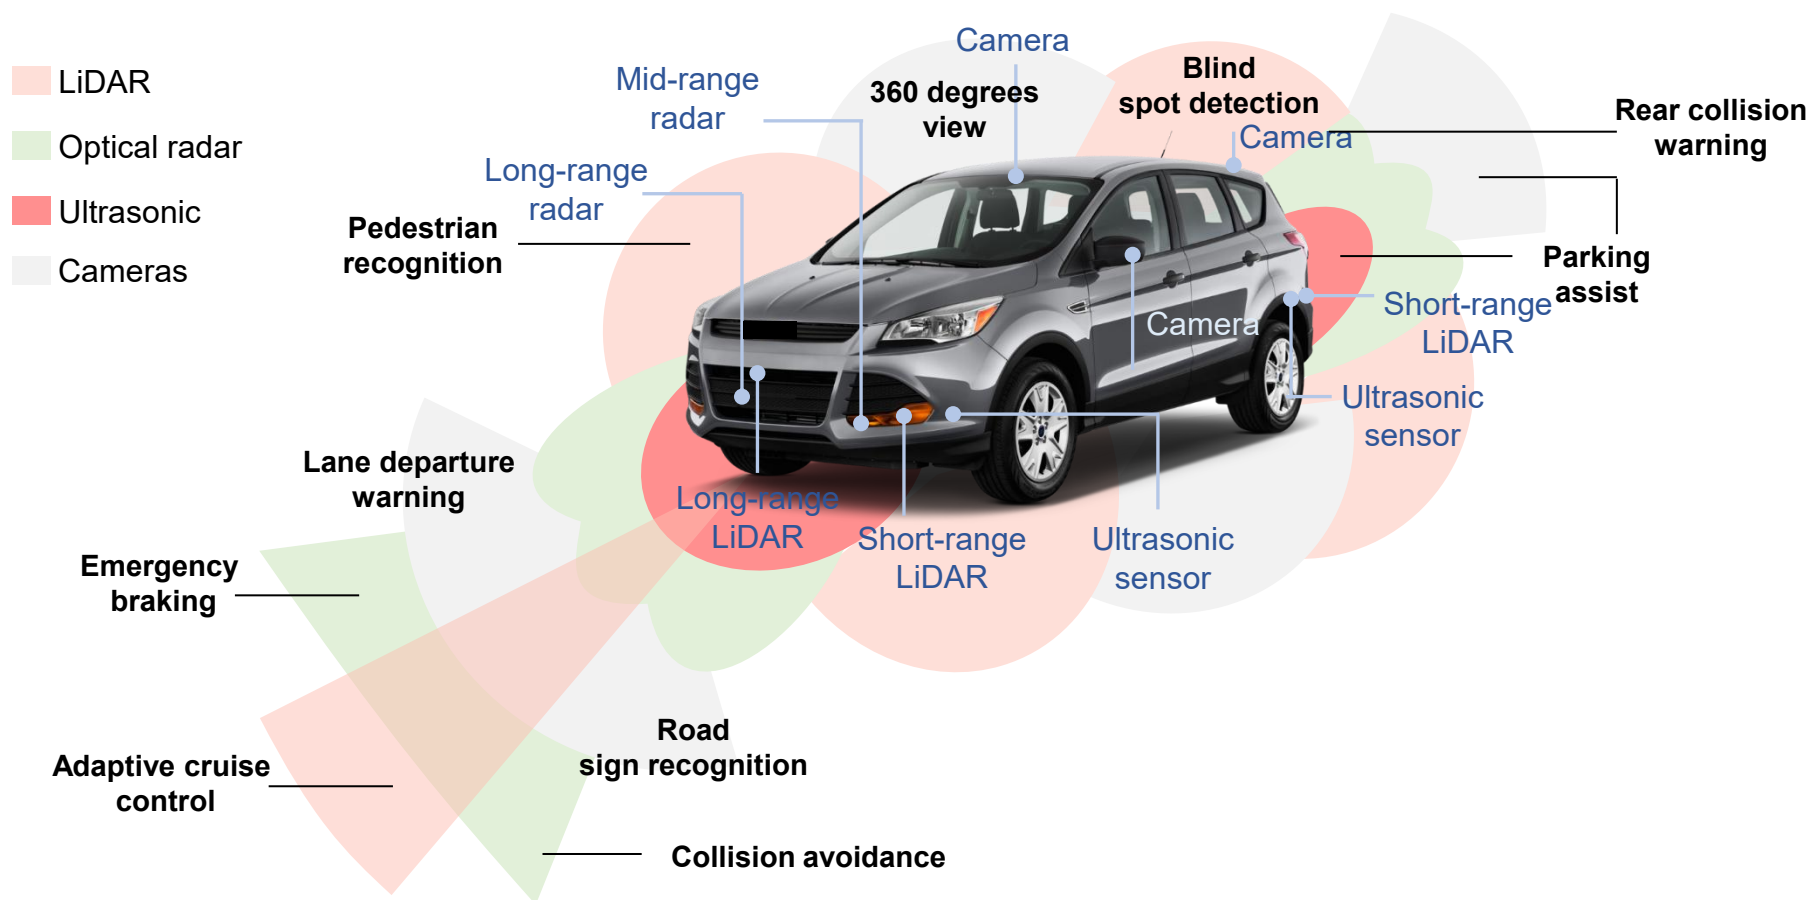 LiDAR
Optical radar
Ultrasonic
Cameras
Camera
Mid-range
radar
360 degrees
view
Blind
spot detection
Camera
Rear collision
warning
Long-range
radar
Pedestrian
recognition
Parking
assist
Short-range
LiDAR
Camera
Ultrasonic
sensor
Lane departure
warning
Long-range
LiDAR
Short-range
LiDAR
Ultrasonic
sensor
Emergency
braking
Road
sign recognition
Adaptive cruise
control
Collision avoidance